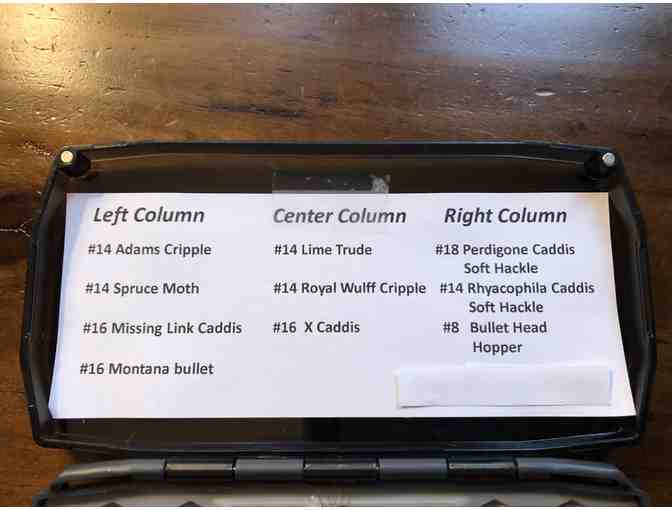 Left Column
#14 Adams Cripple
#14 Spruce Moth
#16 Missing Link Caddis
#16 Montana bullet
Center Column
#14 Lime Trude
#14 Royal Wulff Cripple
#16 X Caddis
Right Column
#18 Perdigone Caddis
Soft Hackle
#14 Rhyacophila Caddis
Soft Hackle
#8 Bullet Head
Hopper